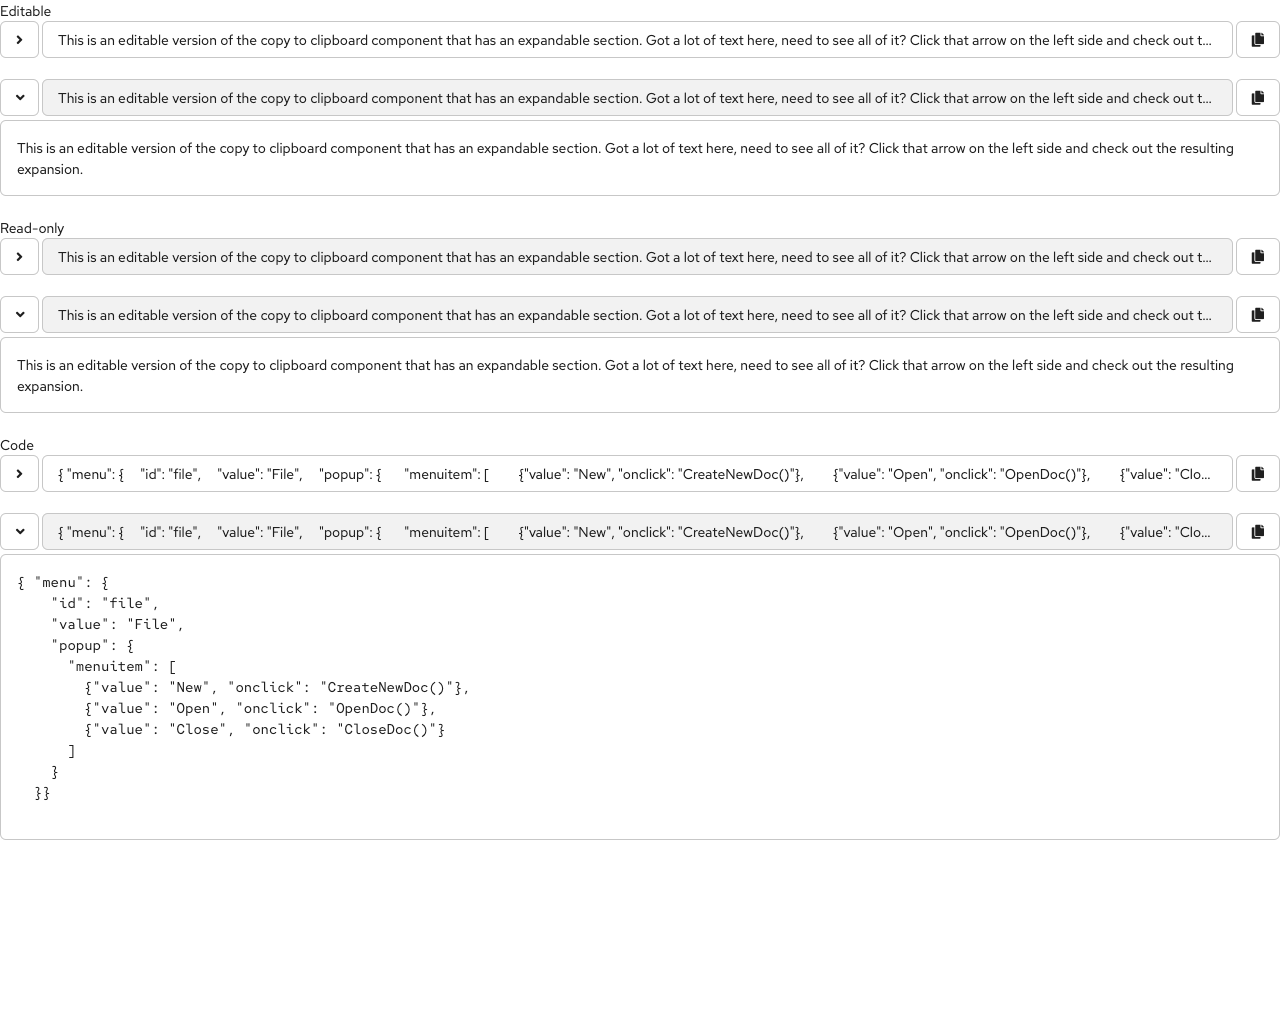 Editable
This is an editable version of the copy to clipboard component that has an expandable section. Got a lot of text here, need to see all of it? Click that arrow on the left side and check out t...
This is an editable version of the copy to clipboard component that has an expandable section. Got a lot of text here, need to see all of it? Click that arrow on the left side and check out t...
This is an editable version of the copy to clipboard component that has an expandable section. Got a lot of text here, need to see all of it? Click that arrow on the left side and check out the resulting
expansion.
Read-only
This is an editable version of the copy to clipboard component that has an expandable section. Got a lot of text here, need to see all of it? Click that arrow on the left side and check out t...
This is an editable version of the copy to clipboard component that has an expandable section. Got a lot of text here, need to see all of it? Click that arrow on the left side and check out t...
This is an editable version of the copy to clipboard component that has an expandable section. Got a lot of text here, need to see all of it? Click that arrow on the left side and check out the resulting
expansion.
Code
{ "menu": {     "id": "file",     "value": "File",     "popup": {       "menuitem": [         {"value": "New", "onclick": "CreateNewDoc()"},         {"value": "Open", "onclick": "OpenDoc()"},         {"value": "Clo...
{ "menu": {     "id": "file",     "value": "File",     "popup": {       "menuitem": [         {"value": "New", "onclick": "CreateNewDoc()"},         {"value": "Open", "onclick": "OpenDoc()"},         {"value": "Clo...
{ "menu": {
    "id": "file",
    "value": "File",
    "popup": {
      "menuitem": [
        {"value": "New", "onclick": "CreateNewDoc()"},
        {"value": "Open", "onclick": "OpenDoc()"},
        {"value": "Close", "onclick": "CloseDoc()"}
      ]
    }
  }}